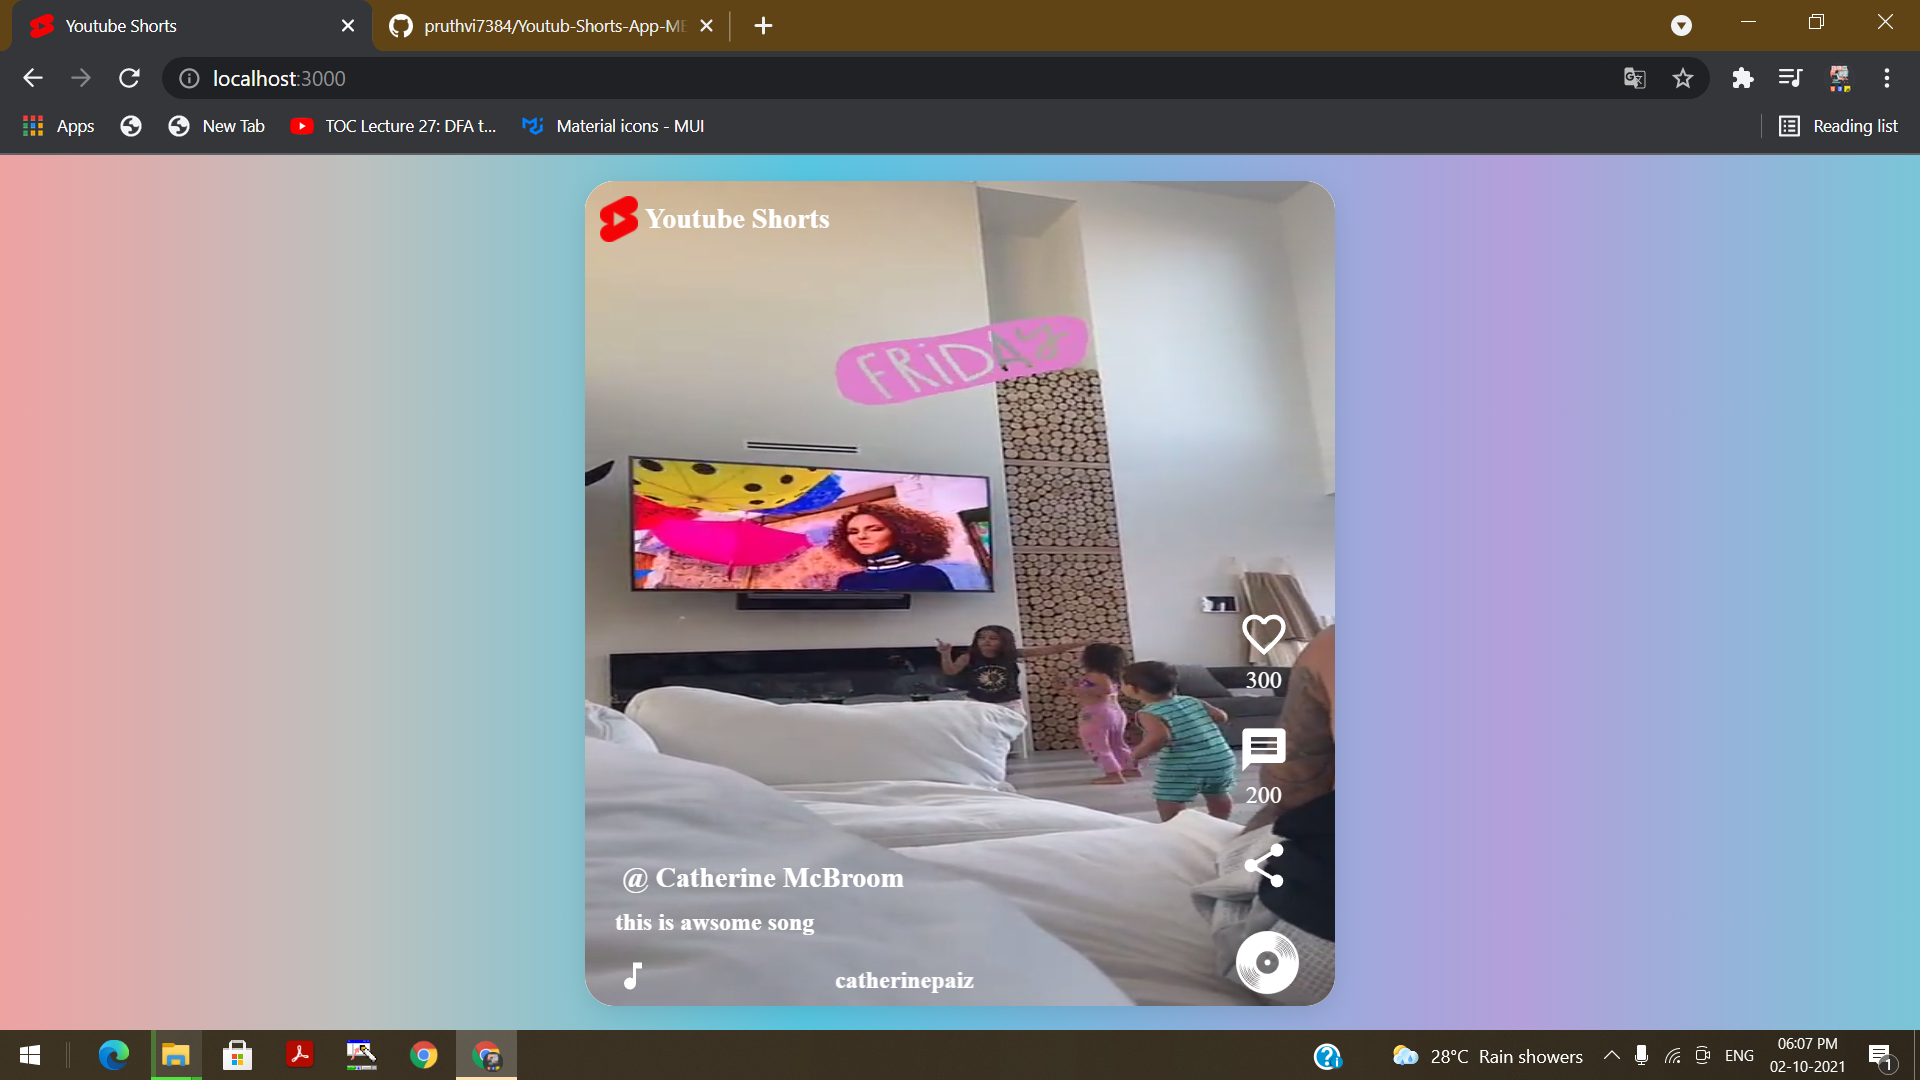 Youtube Shorts
pruthvi7384/Youtub-Shorts-App-ME
localhost:3000
Apps
New Tab
TOC Lecture 27: DFA t...
Material icons - MUI
Reading list
Youtube Shorts
FRiDAY
300
200
@ Catherine McBroom
this is awsome song
catherinepaiz
28°C Rain showers
ENG
06:07 PM
02-10-2021
1